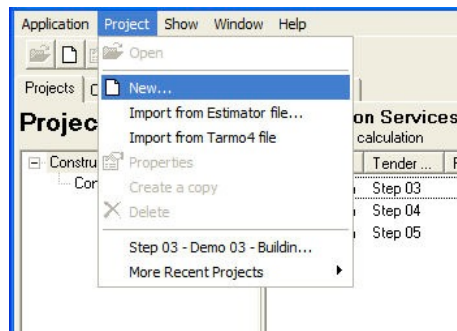 Application Project Show Window Help
Open
Projects
New...
Import from Estimator file...
on Services
Projec
Import from Tarmo4 file
calculation
Constru
Properties
Tender ...
Create a copy
Step 03
Delete
Step 04
Step 05
Step 03 - Demo 03 - Buildin...
More Recent Projects